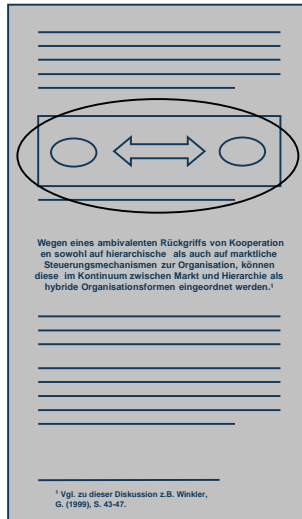 Wegen eines ambivalenten Rückgriffs von Kooperation
en sowohl auf hierarchische als auch auf marktliche
Steuerungsmechanismen zur Organisation, können
diese im Kontinuum zwischen Markt und Hierarchie als
hybride Organisationsformen eingeordnet werden.¹
¹ Vgl. zu dieser Diskussion z.B. Winkler,
G. (1999), S. 43-47.